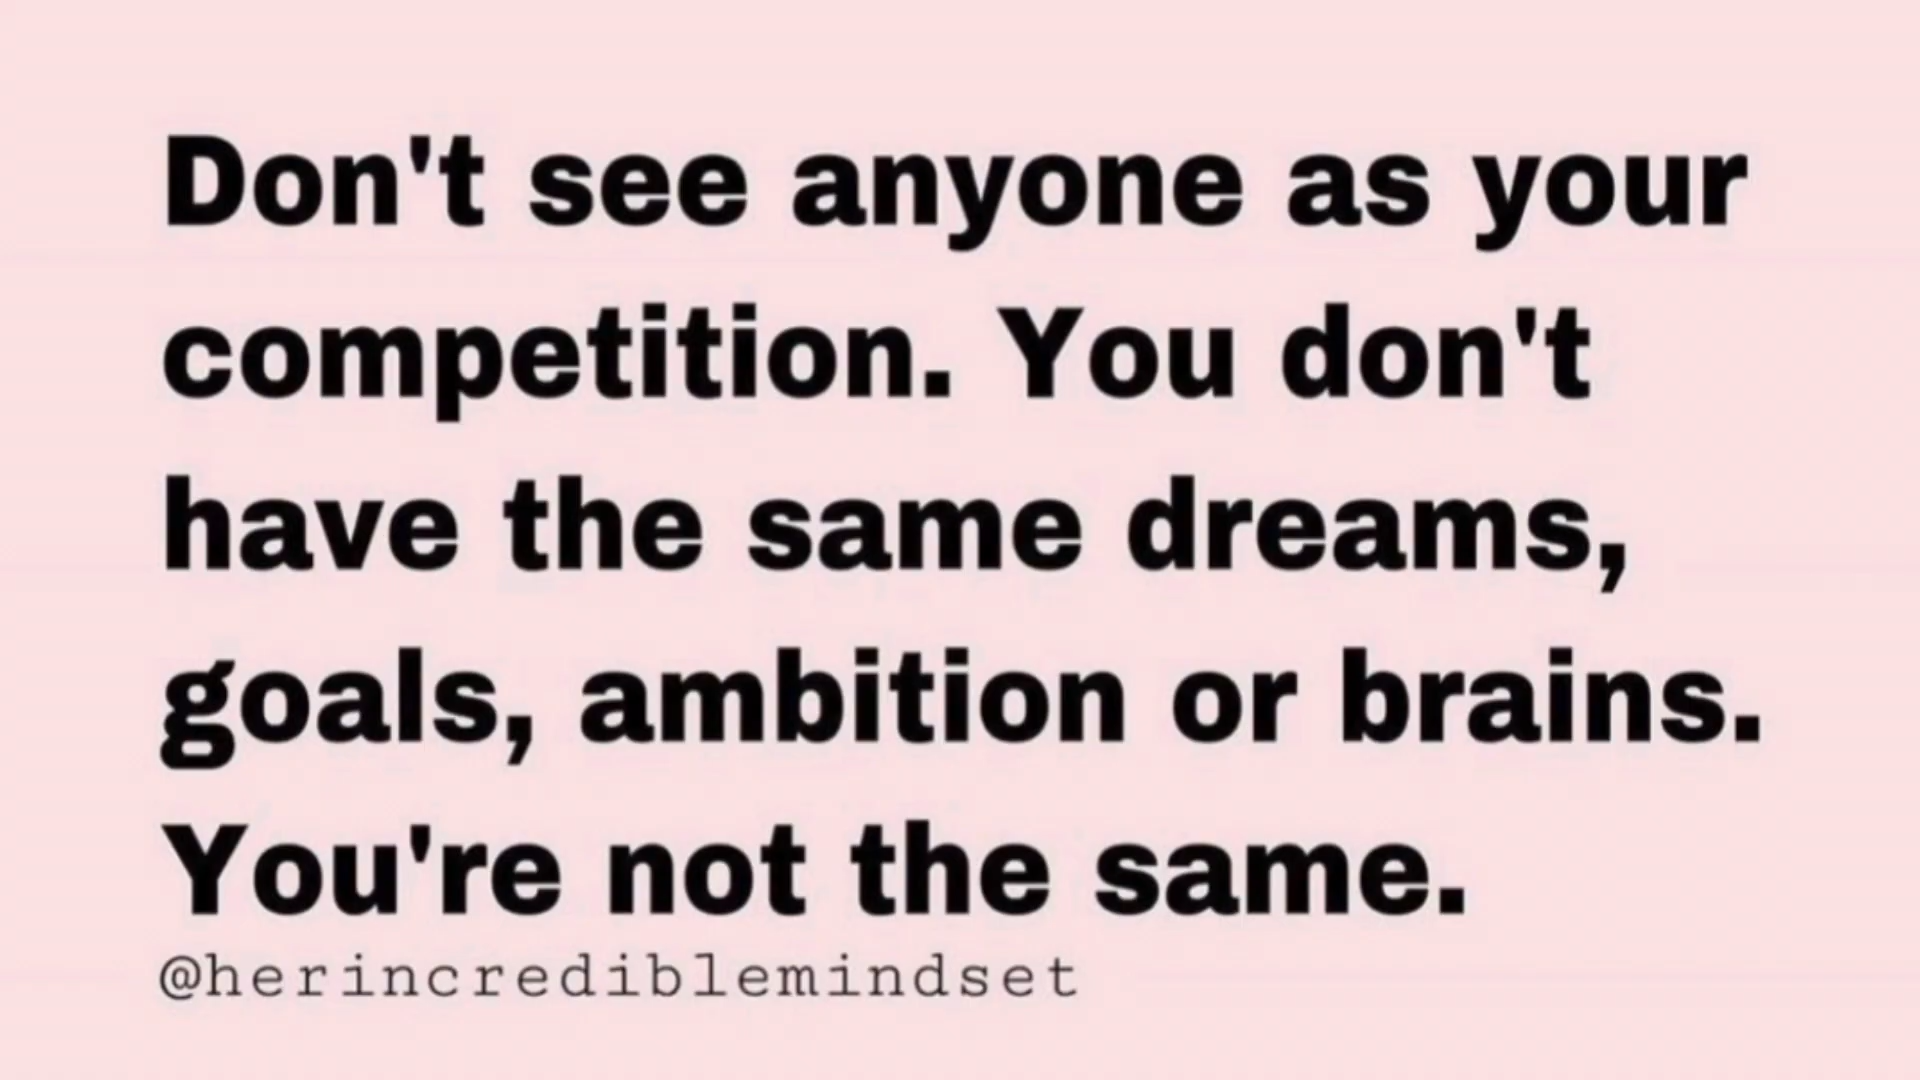 Don't see anyone as your
competition. You don't
have the same dreams,
goals, ambition or brains.
You're not the same.
@herincrediblemindset